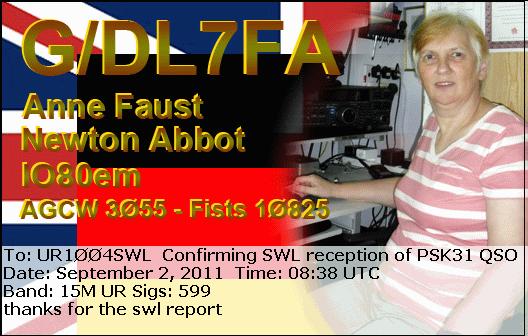 G/DL7FA
Anne Faust
Newton Abbot
IO80em
AGCW 3Ø55 - Fists 1Ø825
To: UR1ØØ4SWL Confirming SWL reception of PSK31 QSO
Date: September 2, 2011 Time: 08:38 UTC
Band: 15M UR Sigs: 599
thanks for the swl report